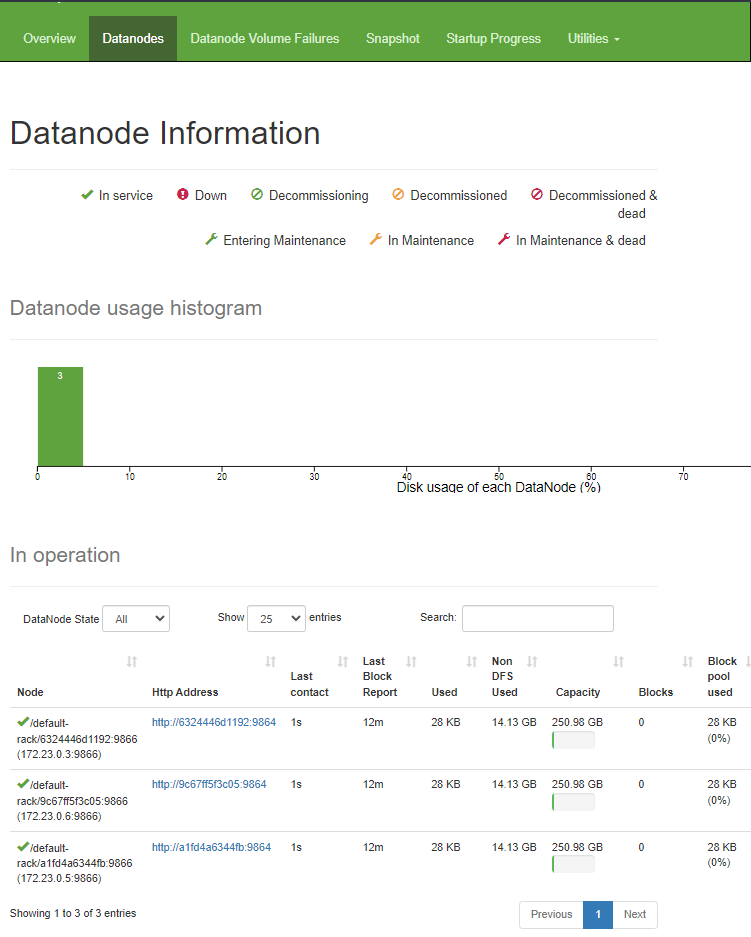 Overview Datanodes Datanode Volume Failures Snapshot Startup Progress Utilities
Datanode Information
In service Down Decommissioning Decommissioned Decommissioned &
dead
Entering Maintenance In Maintenance In Maintenance & dead
Datanode usage histogram
3
0 10 20 30 40 50 60 70
Disk usage of each DataNode (%)
In operation
DataNode State All Show 25 entries Search:
Last Non Block
Last Block DFS pool
Node Http Address contact Report Used Used Capacity Blocks used
/default- http://6324446d1192:9864 1s 12m 28 KB 14.13 GB 250.98 GB 0 28 KB
rack/6324446d1192:9866 (0%)
(172.23.0.3:9866)
/default- http://9c67ff5f3c05:9864 1s 12m 28 KB 14.13 GB 250.98 GB 0 28 KB
rack/9c67ff5f3c05:9866 (0%)
(172.23.0.6:9866)
/default- http://a1fd4a6344fb:9864 1s 12m 28 KB 14.13 GB 250.98 GB 0 28 KB
rack/a1fd4a6344fb:9866 (0%)
(172.23.0.5:9866)
Showing 1 to 3 of 3 entries Previous 1 Next